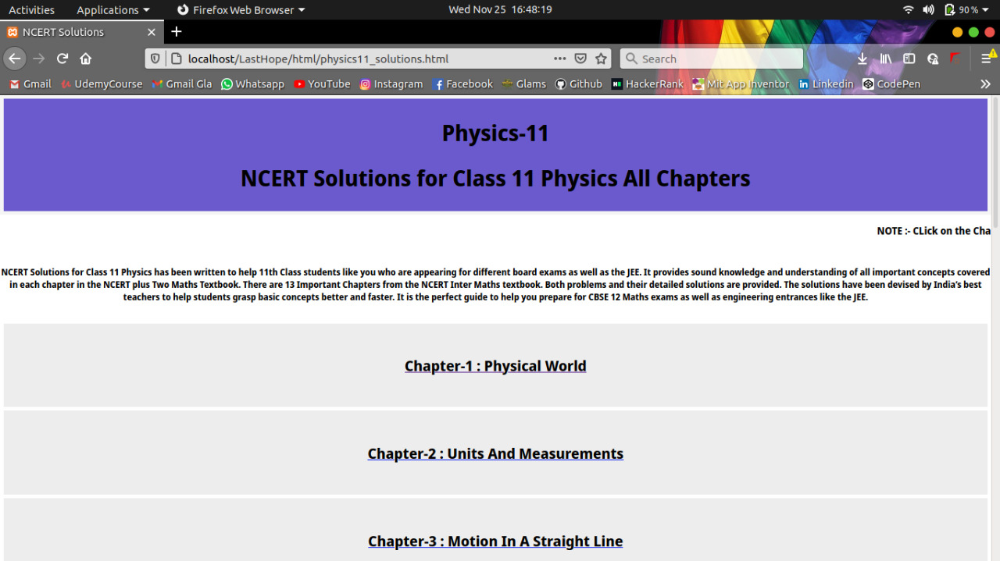 Activities Applications Firefox Web Browser Wed Nov 25 16:48:19 90 %
NCERT Solutions
localhost/LastHope/html/physics11_solutions.html Search
Gmail UdemyCourse Gmail Gla Whatsapp YouTube Instagram Facebook Glams Github HackerRank Mit App Inventor Linkedin CodePen
Physics-11
NCERT Solutions for Class 11 Physics All Chapters
NOTE :- CLick on the Cha
NCERT Solutions for Class 11 Physics has been written to help 11th Class students like you who are appearing for different board exams as well as the JEE. It provides sound knowledge and understanding of all important concepts covered
in each chapter in the NCERT plus Two Maths Textbook. There are 13 Important Chapters from the NCERT Inter Maths textbook. Both problems and their detailed solutions are provided. The solutions have been devised by India's best
teachers to help students grasp basic concepts better and faster. It is the perfect guide to help you prepare for CBSE 12 Maths exams as well as engineering entrances like the JEE.
Chapter-1 : Physical World
Chapter-2 : Units And Measurements
Chapter-3 : Motion In A Straight Line